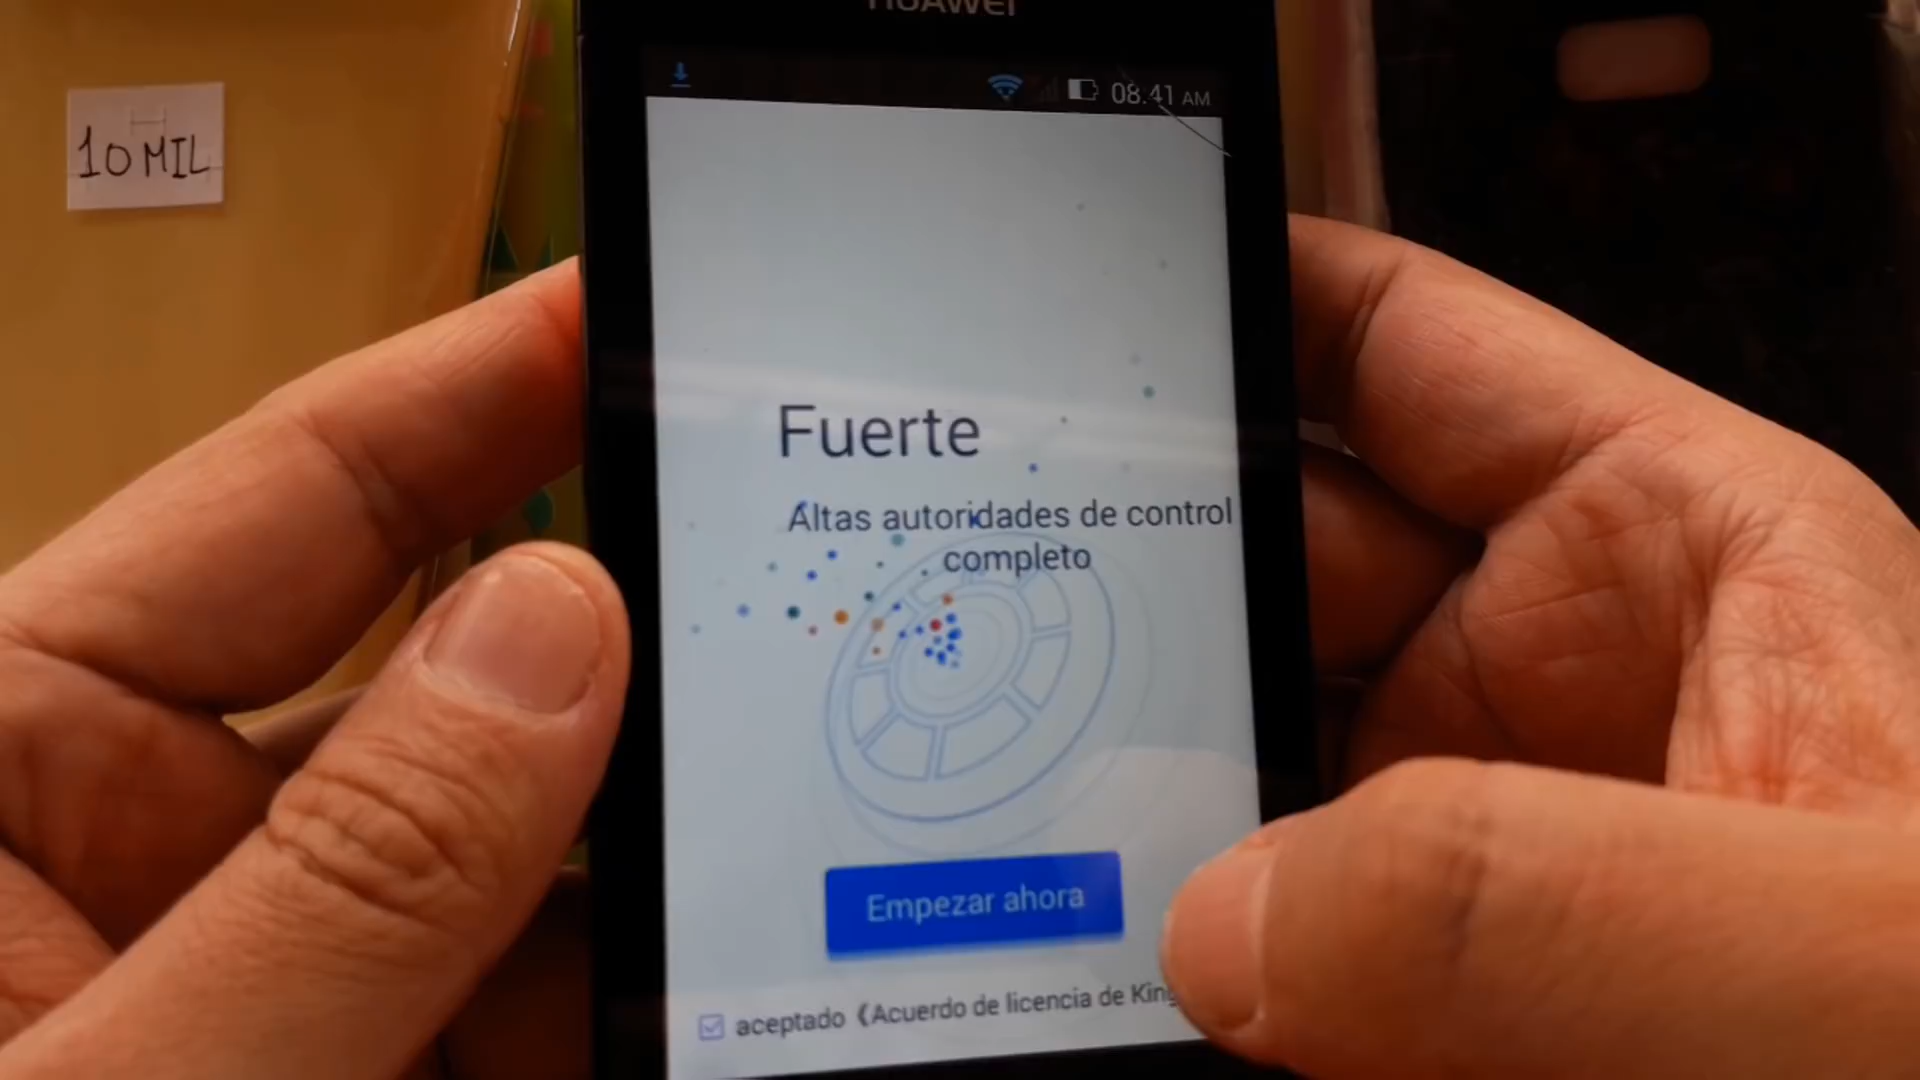 HUAWEI
10 MIL
08:41 AM
Fuerte
Altas autoridades de control
completo
Empezar ahora
aceptado《Acuerdo de licencia de King